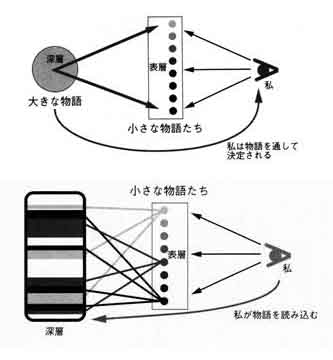 深層
大きな物語
表層
小さな物語たち
私
私は物語を通して
決定される
小さな物語たち
表層
私
深層
私が物語を読み込む